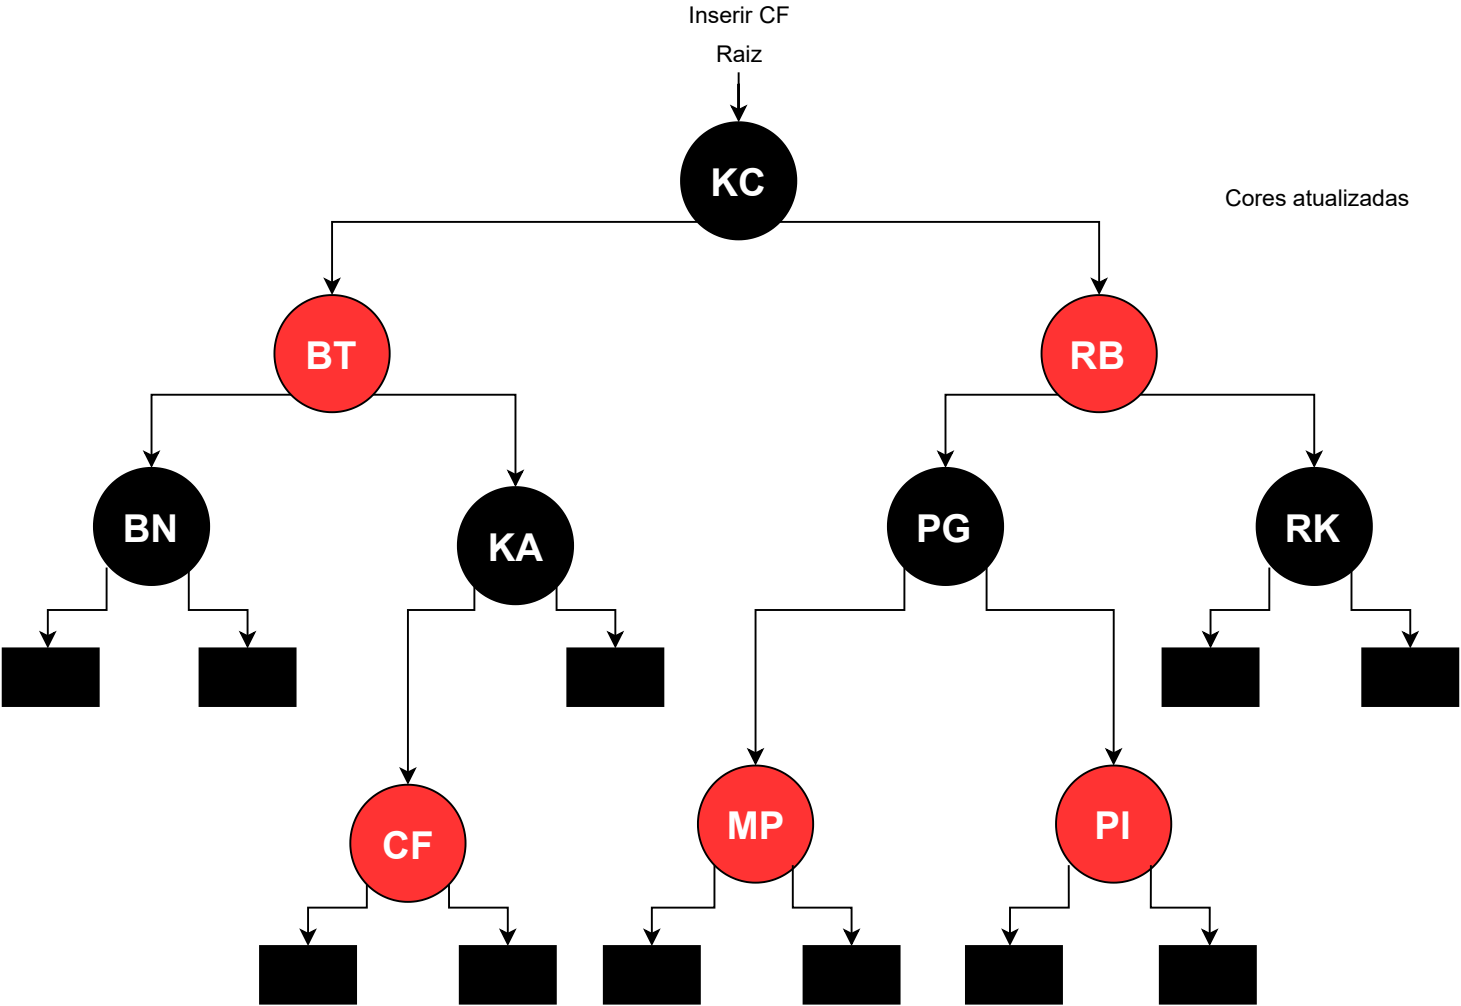 Inserir CF
Raiz
KC
Cores atualizadas
BT
RB
BN
KA
PG
RK
CF
MP
PI